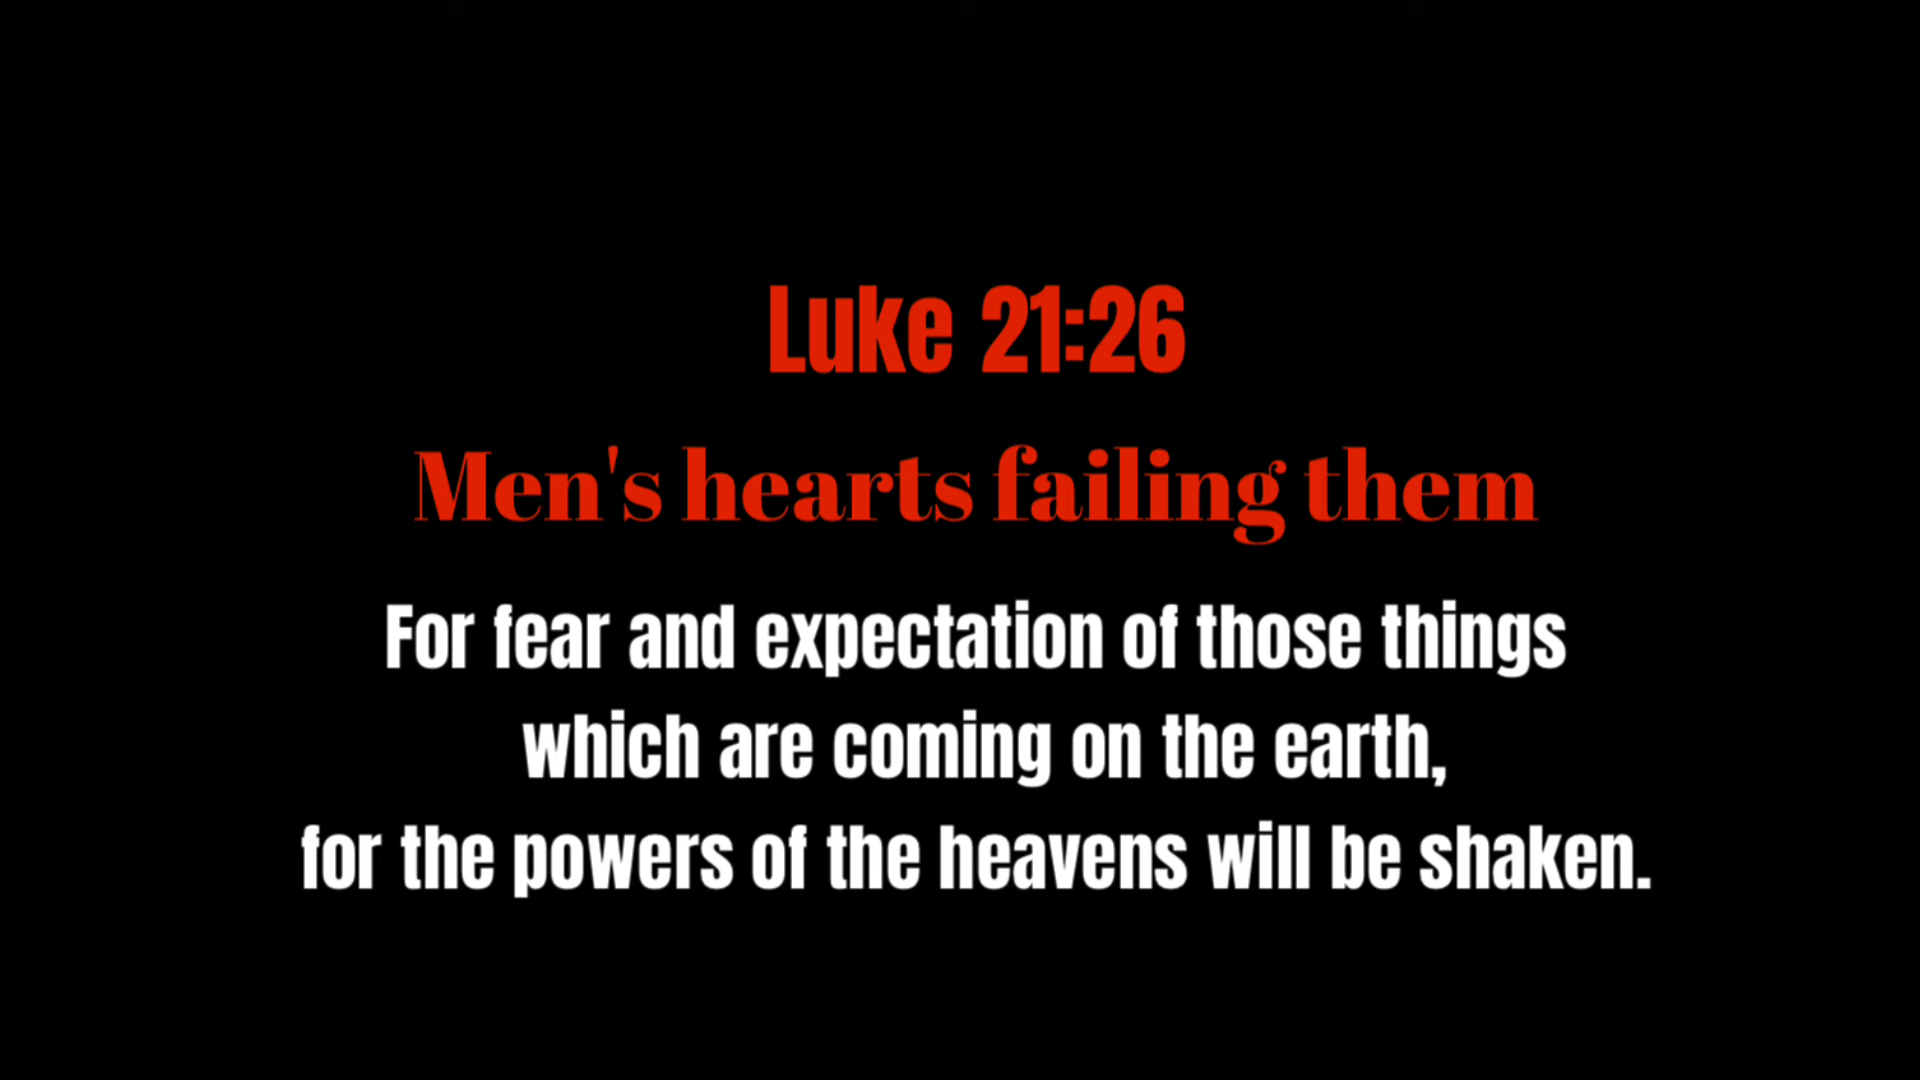 Luke 21:26
Men's hearts failing them
For fear and expectation of those things
which are coming on the earth,
for the powers of the heavens will be shaken.